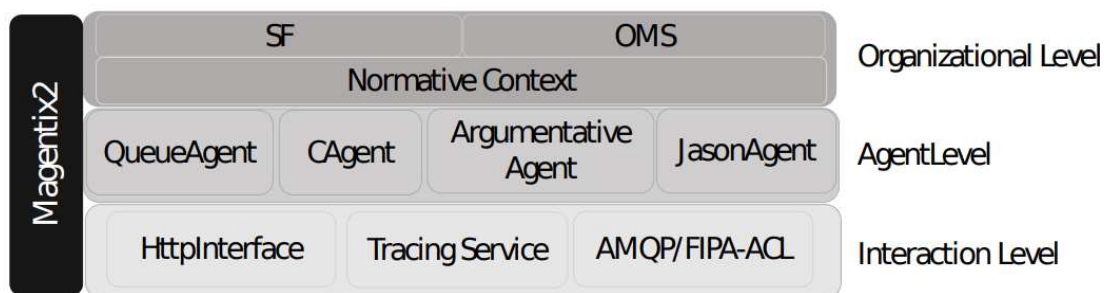 Magentix2
SF
OMS
Normative Context
Organizational Level
QueueAgent
CAgent
Argumentative
Agent
JasonAgent
AgentLevel
HttpInterface
Tracing Service
AMQP/FIPA-ACL
Interaction Level